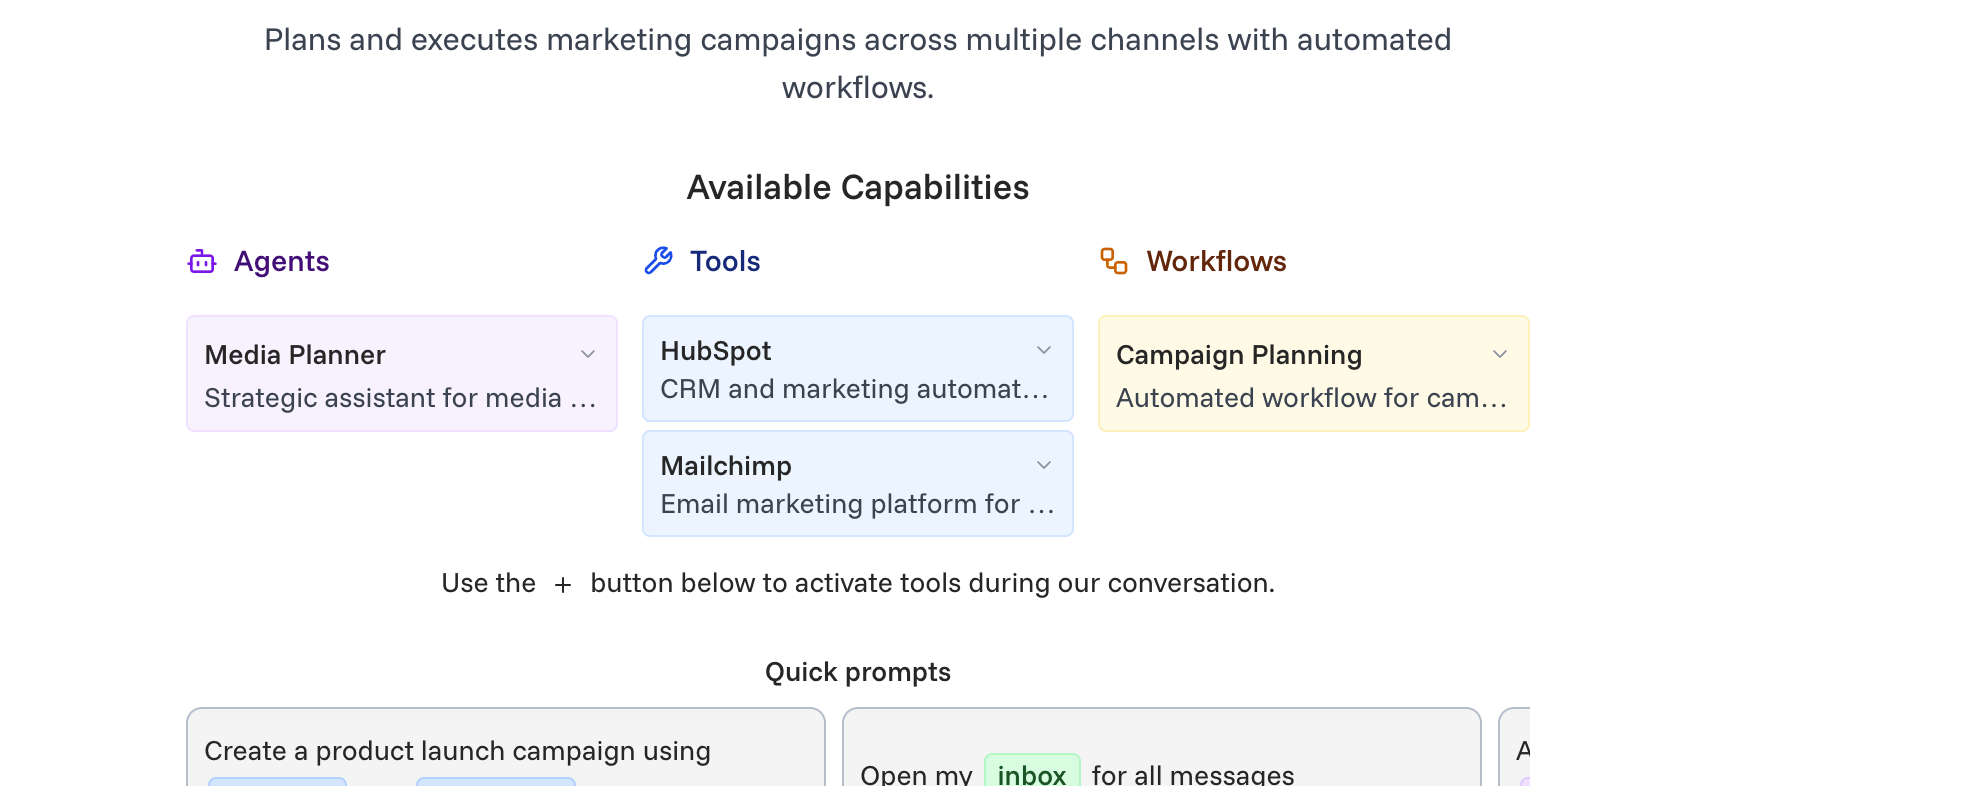 Plans and executes marketing campaigns across multiple channels with automated
workflows.
Available Capabilities
Agents
Tools
Workflows
Media Planner
Strategic assistant for media ...
HubSpot
CRM and marketing automat...
Mailchimp
Email marketing platform for ...
Campaign Planning
Automated workflow for cam...
Use the + button below to activate tools during our conversation.
Quick prompts
Create a product launch campaign using
Open my inbox for all messages